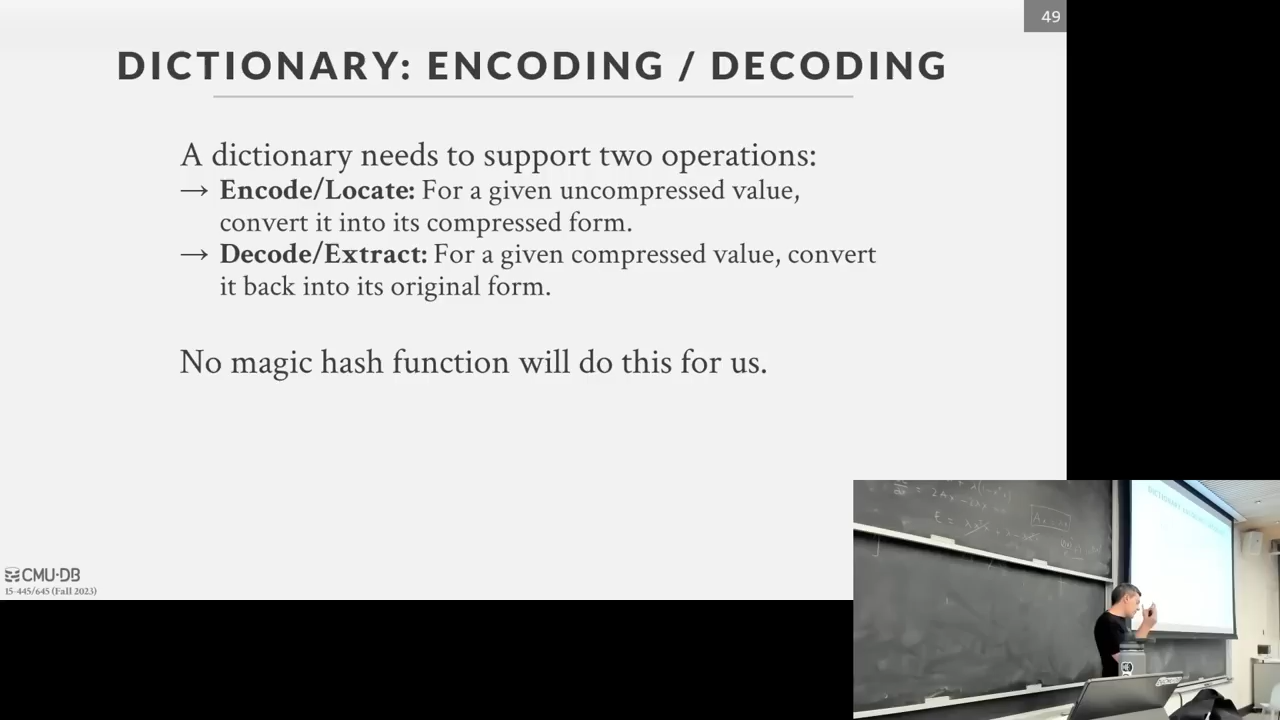 49
DICTIONARY: ENCODING / DECODING
A dictionary needs to support two operations:
→ Encode/Locate: For a given uncompressed value,
convert it into its compressed form.
→ Decode/Extract: For a given compressed value, convert
it back into its original form.
No magic hash function will do this for us.
CMU·DB
15-445/645 (Fall 2023)